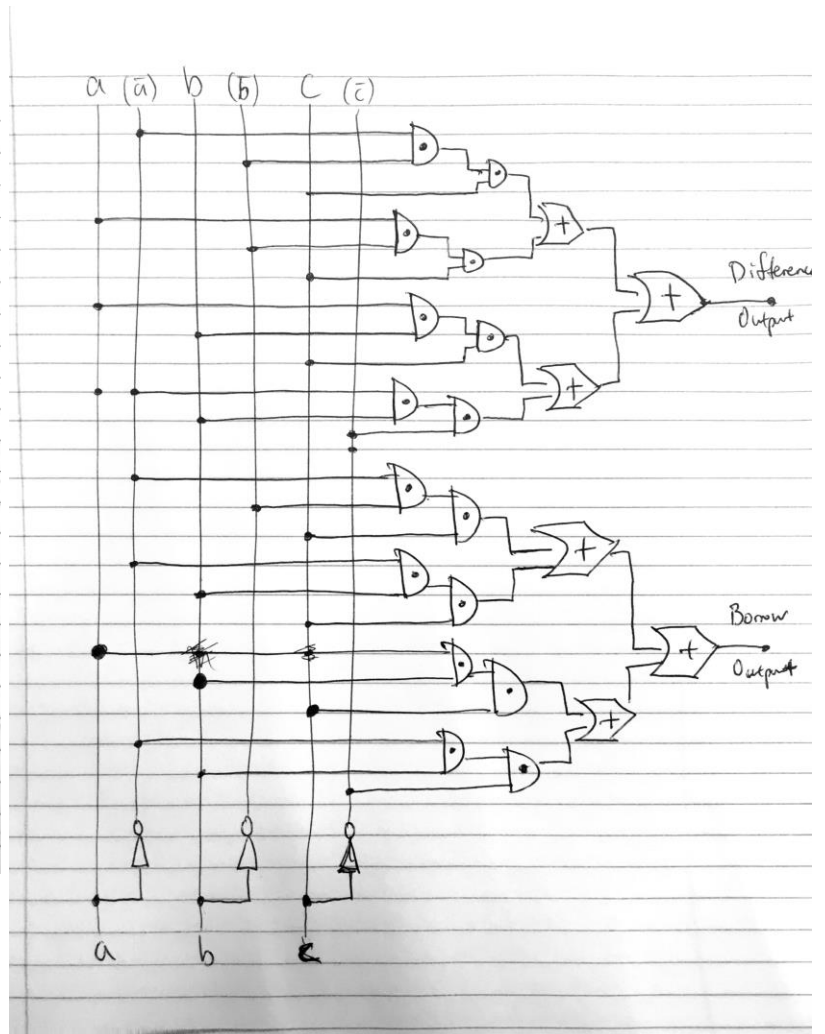 a (ā) b (b̄) c (c̄)
+
Difference
+
Output
+
+
Borrow
+
Output
+
a b c